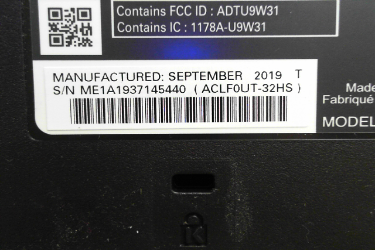 Contains FCC ID : ADTU9W31
Contains IC : 1178A-U9W31
MANUFACTURED: SEPTEMBER 2019 T
S/N ME1A1937145440 ( ACLF0UT-32HS )
Made
Fabriqué
MODEL